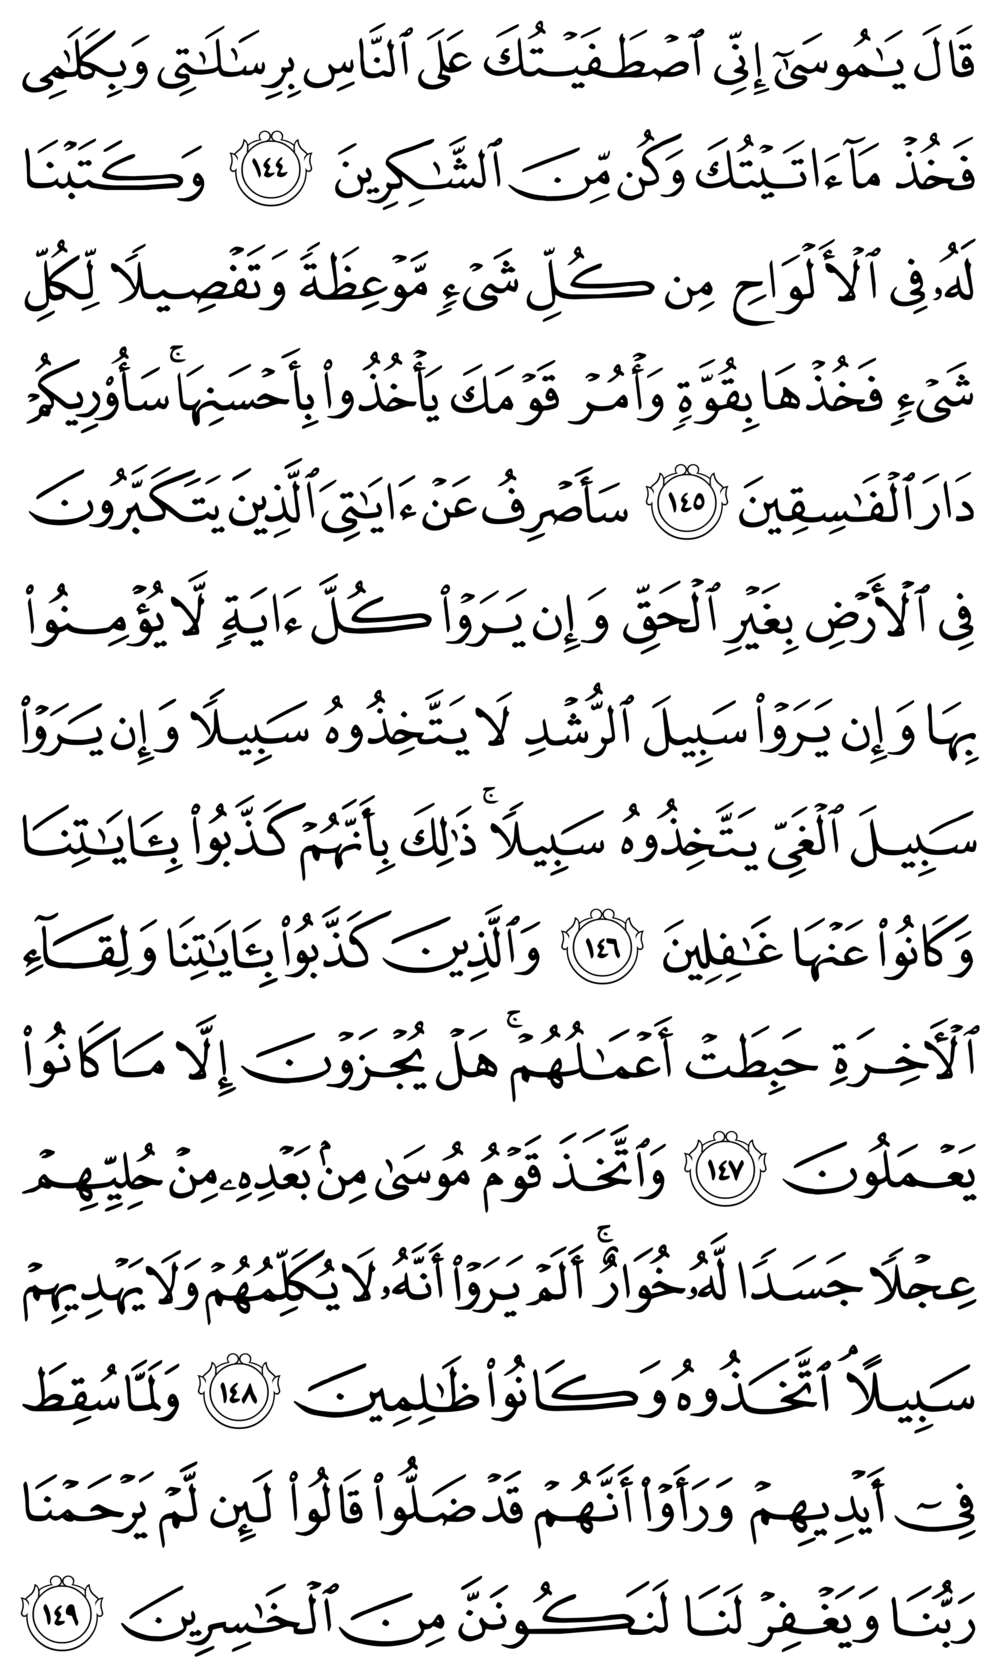 قَالَ يَـٰمُوسَىٰٓ إِنِّى ٱصۡطَفَيۡتُكَ عَلَى ٱلنَّاسِ بِرِسَـٰلَـٰتِى وَبِكَلَـٰمِى
فَخُذۡ مَآ ءَاتَيۡتُكَ وَكُن مِّنَ ٱلشَّـٰكِرِينَ ١٤٤ وَكَتَبۡنَا
لَهُۥ فِى ٱلۡأَلۡوَاحِ مِن كُلِّ شَىۡءٍ مَّوۡعِظَةً وَتَفۡصِيلًا لِّكُلِّ
شَىۡءٍ فَخُذۡهَا بِقُوَّةٍ وَأۡمُرۡ قَوۡمَكَ يَأۡخُذُواْ بِأَحۡسَنِهَاۚ سَأُوْرِيكُمۡ
دَارَ ٱلۡفَـٰسِقِينَ ١٤٥ سَأَصۡرِفُ عَنۡ ءَايَـٰتِىَ ٱلَّذِينَ يَتَكَبَّرُونَ
فِى ٱلۡأَرۡضِ بِغَيۡرِ ٱلۡحَقِّ وَإِن يَرَوۡاْ كُلَّ ءَايَةٍ لَّا يُؤۡمِنُواْ
بِهَا وَإِن يَرَوۡاْ سَبِيلَ ٱلرُّشۡدِ لَا يَتَّخِذُوهُ سَبِيلًا وَإِن يَرَوۡاْ
سَبِيلَ ٱلۡغَىِّ يَتَّخِذُوهُ سَبِيلًاۚ ذَٰلِكَ بِأَنَّهُمۡ كَذَّبُواْ بِـَٔايَـٰتِنَا
وَكَانُواْ عَنۡهَا غَـٰفِلِينَ ١٤٦ وَٱلَّذِينَ كَذَّبُواْ بِـَٔايَـٰتِنَا وَلِقَآءِ
ٱلۡأَخِرَةِ حَبِطَتۡ أَعۡمَـٰلُهُمۡۚ هَلۡ يُجۡزَوۡنَ إِلَّا مَا كَانُواْ
يَعۡمَلُونَ ١٤٧ وَٱتَّخَذَ قَوۡمُ مُوسَىٰ مِنۢ بَعۡدِهِۦ مِنۡ حُلِيِّهِمۡ
عِجۡلًا جَسَدًا لَّهُۥ خُوَارٌۚ أَلَمۡ يَرَوۡاْ أَنَّهُۥ لَا يُكَلِّمُهُمۡ وَلَا يَهۡدِيهِمۡ
سَبِيلًاۘ ٱتَّخَذُوهُ وَكَانُواْ ظَـٰلِمِينَ ١٤٨ وَلَمَّا سُقِطَ
فِىٓ أَيۡدِيهِمۡ وَرَأَوۡاْ أَنَّهُمۡ قَدۡ ضَلُّواْ قَالُواْ لَئِن لَّمۡ يَرۡحَمۡنَا
رَبُّنَا وَيَغۡفِرۡ لَنَا لَنَكُونَنَّ مِنَ ٱلۡخَـٰسِرِينَ ١٤٩